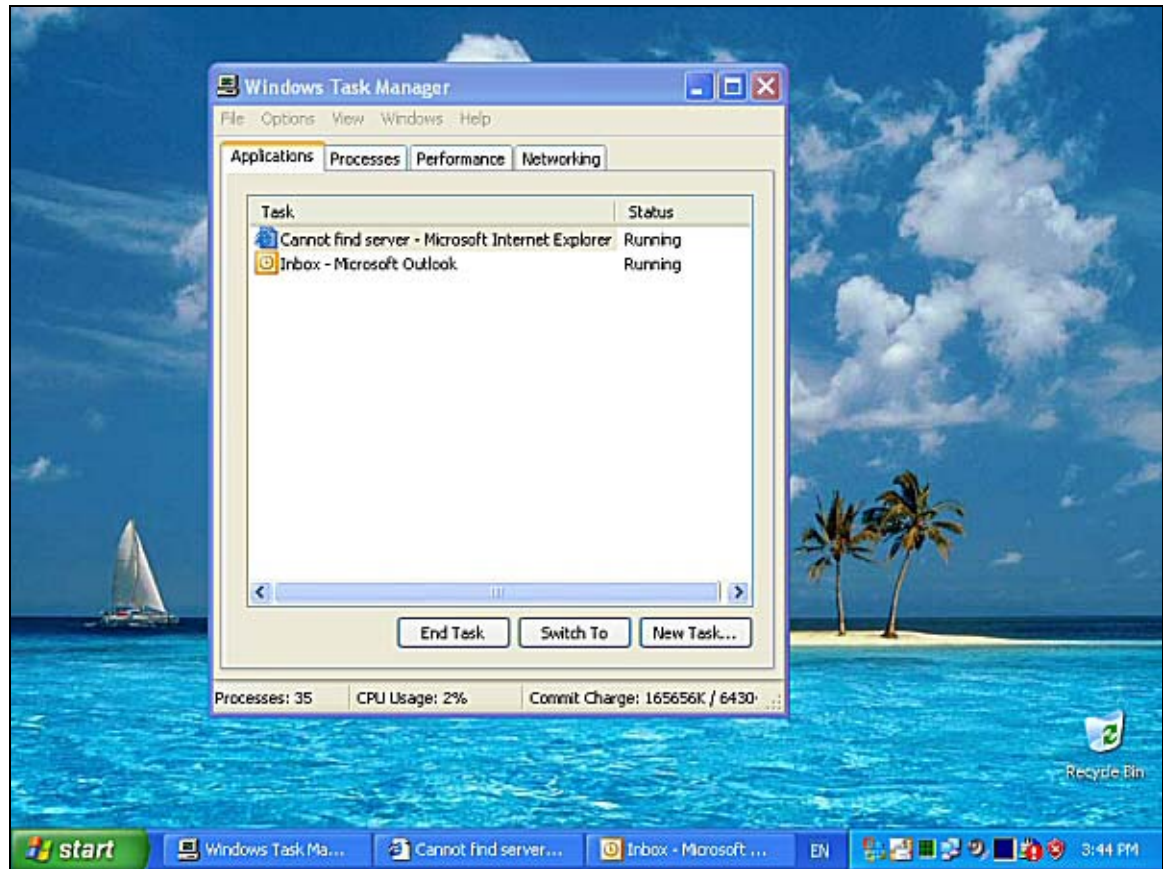 Windows Task Manager
File Options View Windows Help
Applications Processes Performance Networking
Task Status
Cannot find server - Microsoft Internet Explorer Running
Inbox - Microsoft Outlook Running
End Task Switch To New Task...
Processes: 35 CPU Usage: 2% Commit Charge: 165656K / 6430
Recycle Bin
start Windows Task Ma... Cannot find server... Inbox - Microsoft ... EN 3:44 PM